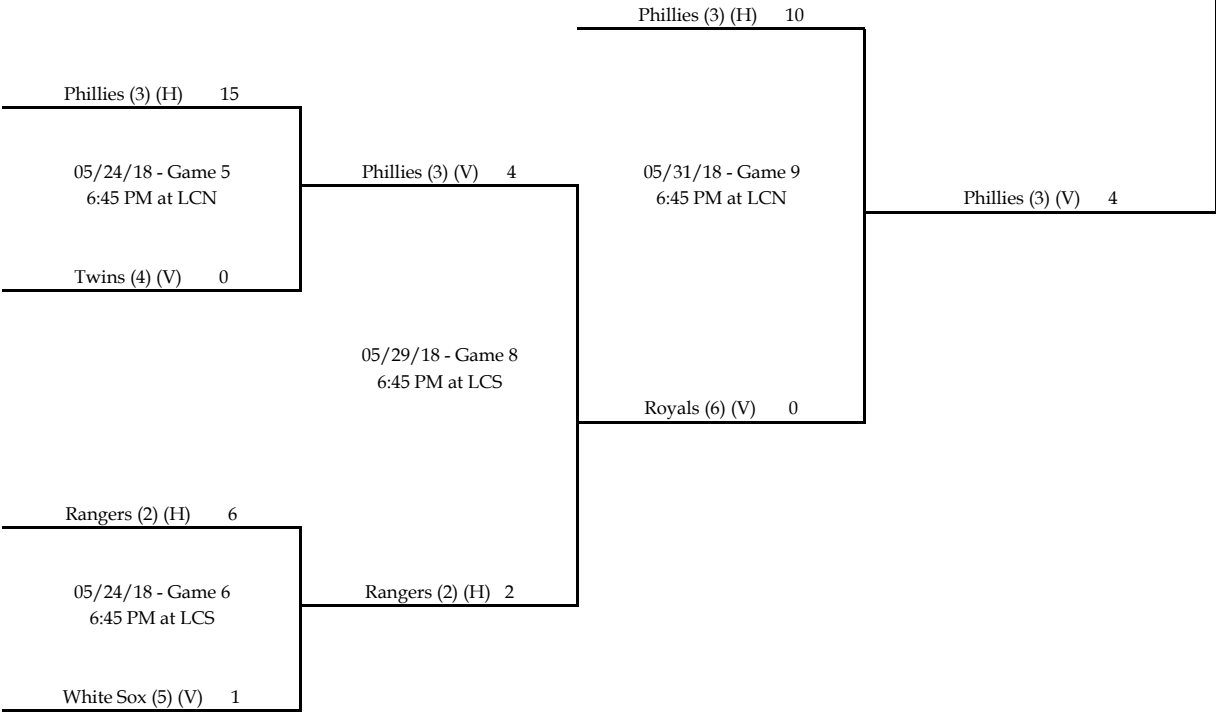 Phillies (3) (H) 10
Phillies (3) (H) 15
05/24/18 - Game 5
6:45 PM at LCN
Phillies (3) (V) 4
05/31/18 - Game 9
6:45 PM at LCN
Phillies (3) (V) 4
Twins (4) (V) 0
05/29/18 - Game 8
6:45 PM at LCS
Royals (6) (V) 0
Rangers (2) (H) 6
05/24/18 - Game 6
6:45 PM at LCS
Rangers (2) (H) 2
White Sox (5) (V) 1